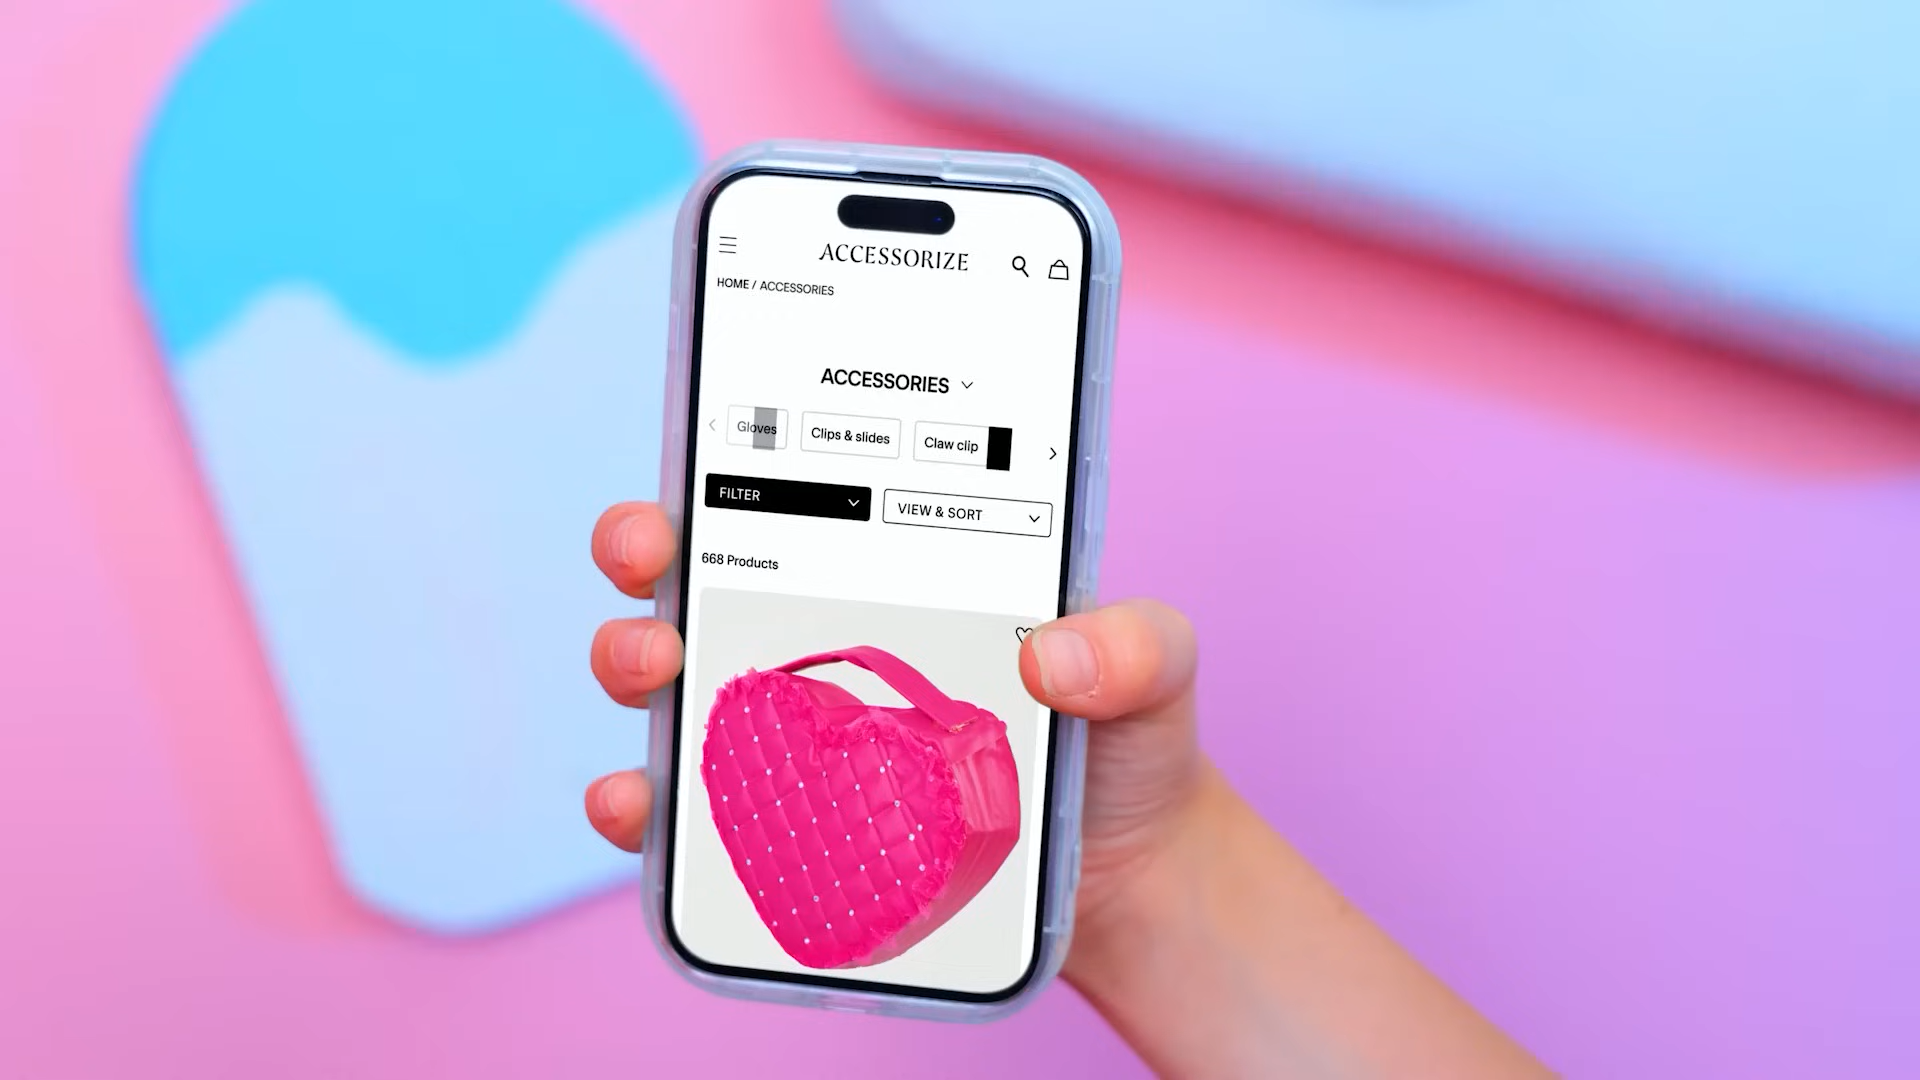 ACCESSORIZE
HOME / ACCESSORIES
ACCESSORIES
Gloves
Clips & slides
Claw clip
FILTER
VIEW & SORT
668 Products